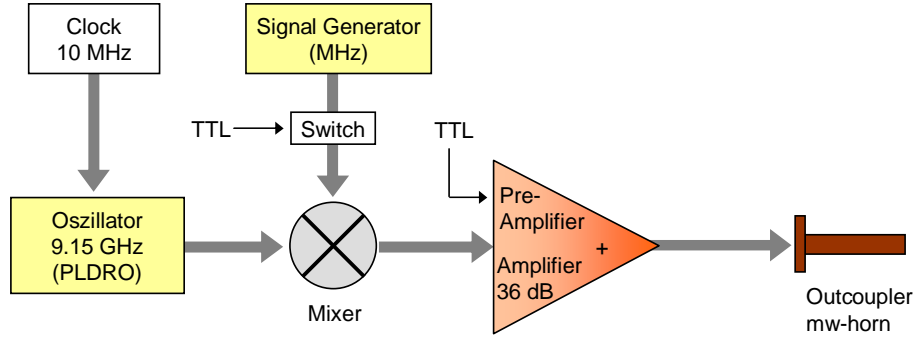 Clock
10 MHz
Signal Generator
(MHz)
TTL
Switch
TTL
Oszillator
9.15 GHz
(PLDRO)
Mixer
Pre-
Amplifier
+
Amplifier
36 dB
Outcoupler
mw-horn